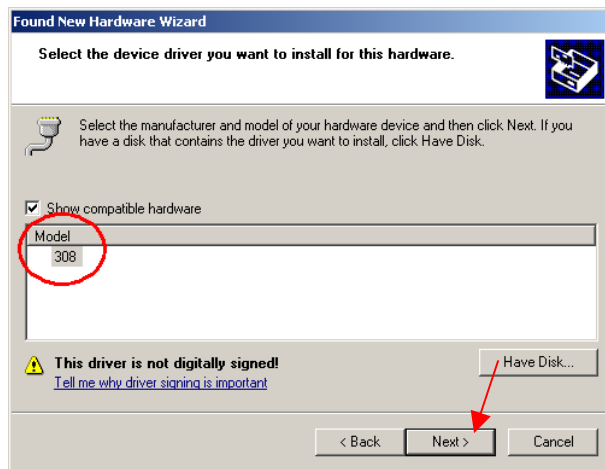 Found New Hardware Wizard
Select the device driver you want to install for this hardware.
Select the manufacturer and model of your hardware device and then click Next. If you
have a disk that contains the driver you want to install, click Have Disk.
Show compatible hardware
Model
308
This driver is not digitally signed!
Tell me why driver signing is important
Have Disk...
< Back
Next >
Cancel